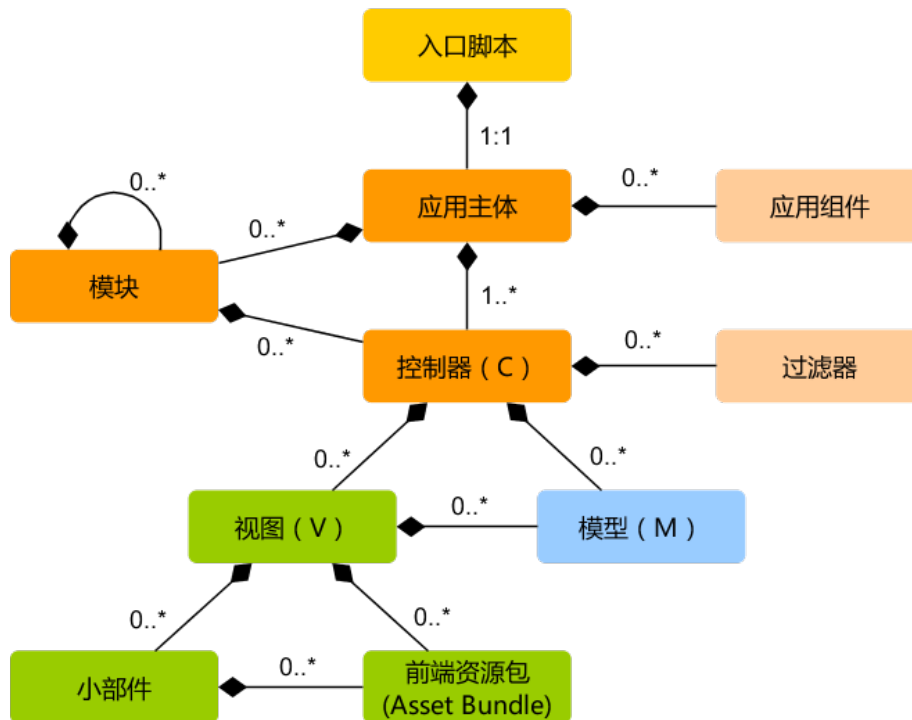 入口脚本
1:1
0..*
0..*
0..*
应用主体
应用组件
模块
1..*
0..*
0..*
控制器（C）
过滤器
0..*
0..*
0..*
视图（V）
模型（M）
0..*
0..*
0..*
小部件
前端资源包
(Asset Bundle)